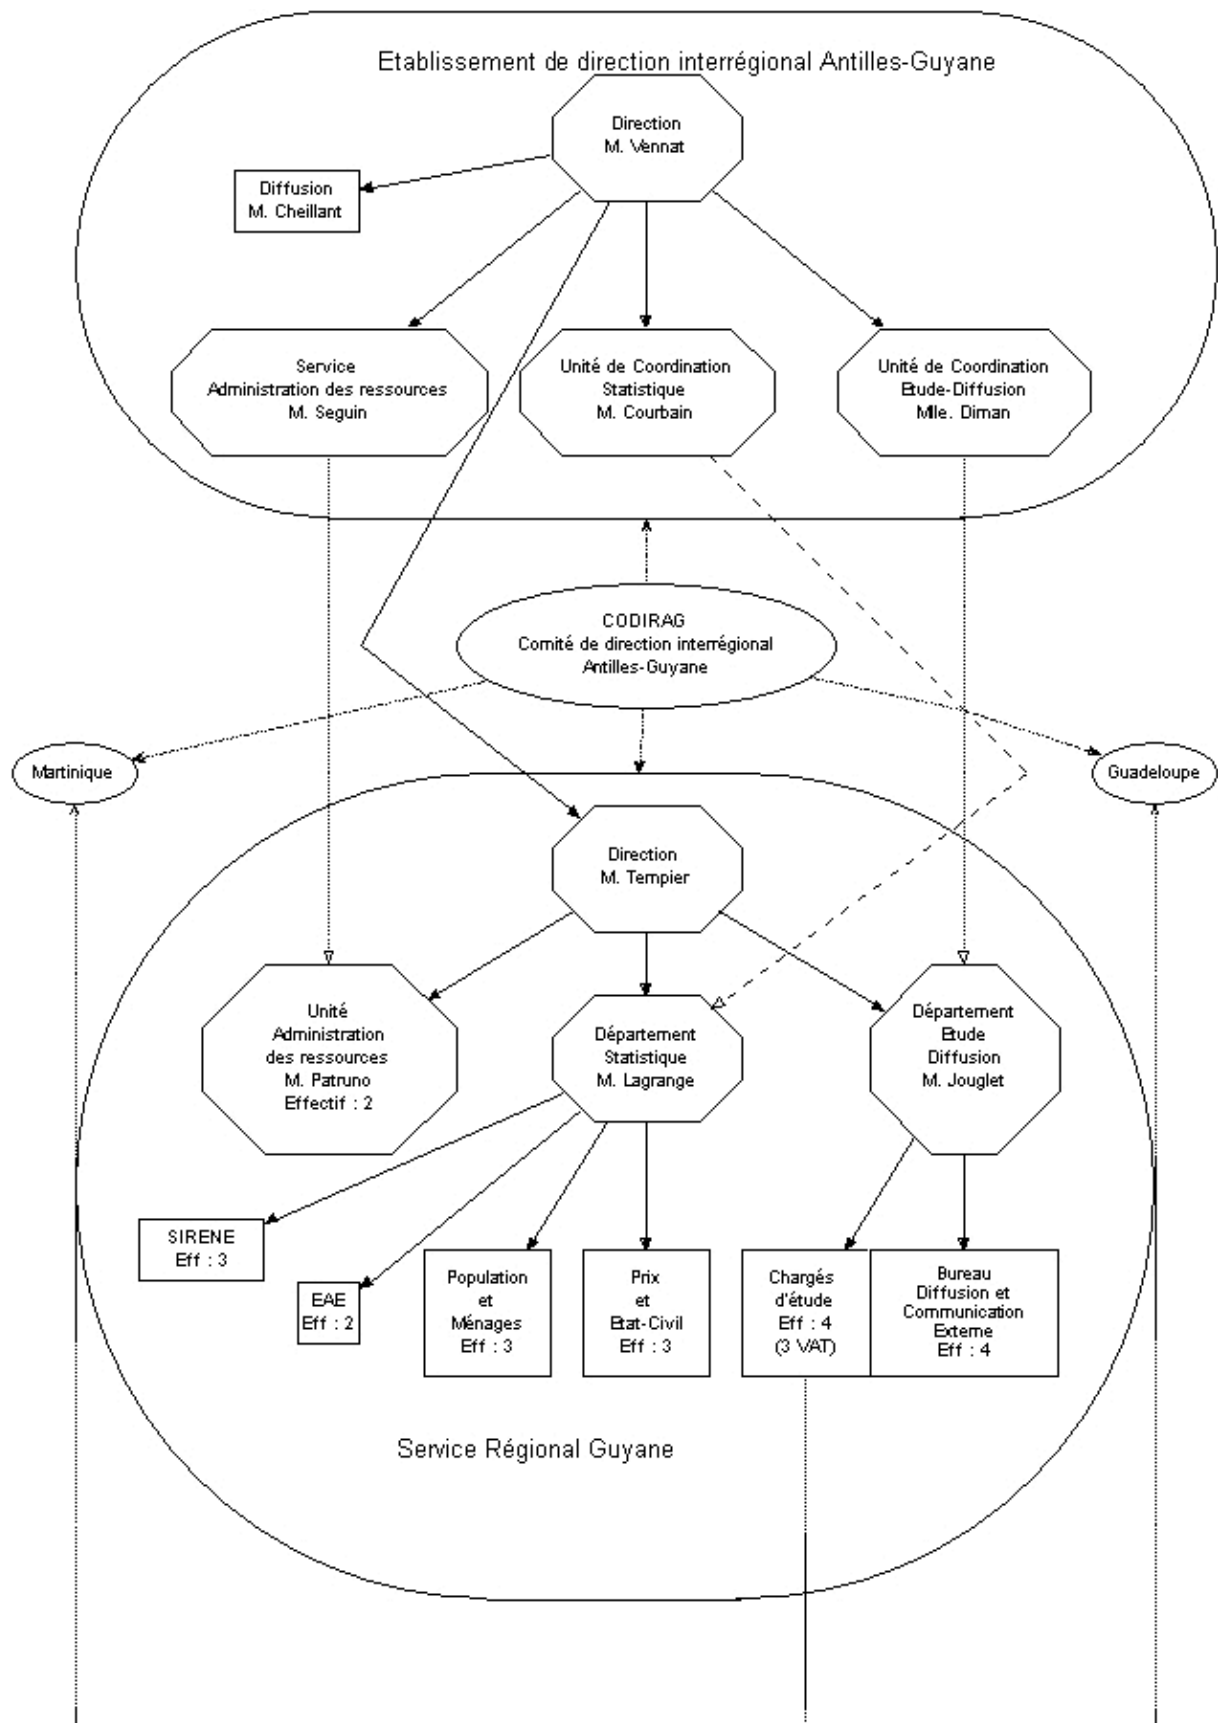 Etablissement de direction interrégional Antilles-Guyane
Direction
M. Vennat
Diffusion
M. Cheillant
Service
Administration des ressources
M. Seguin
Unité de Coordination
Statistique
M. Courbain
Unité de Coordination
Etude-Diffusion
Mlle. Diman
CODIRAG
Comité de direction interrégional
Antilles-Guyane
Martinique
Guadeloupe
Direction
M. Tempier
Unité
Administration
des ressources
M. Patruno
Effectif : 2
Département
Statistique
M. Lagrange
Département
Etude
Diffusion
M. Jouglet
SIRENE
Eff : 3
EAE
Eff : 2
Population
et
Ménages
Eff : 3
Prix
et
Etat-Civil
Eff : 3
Chargés
d'étude
Eff : 4
(3 VAT)
Bureau
Diffusion et
Communication
Externe
Eff : 4
Service Régional Guyane